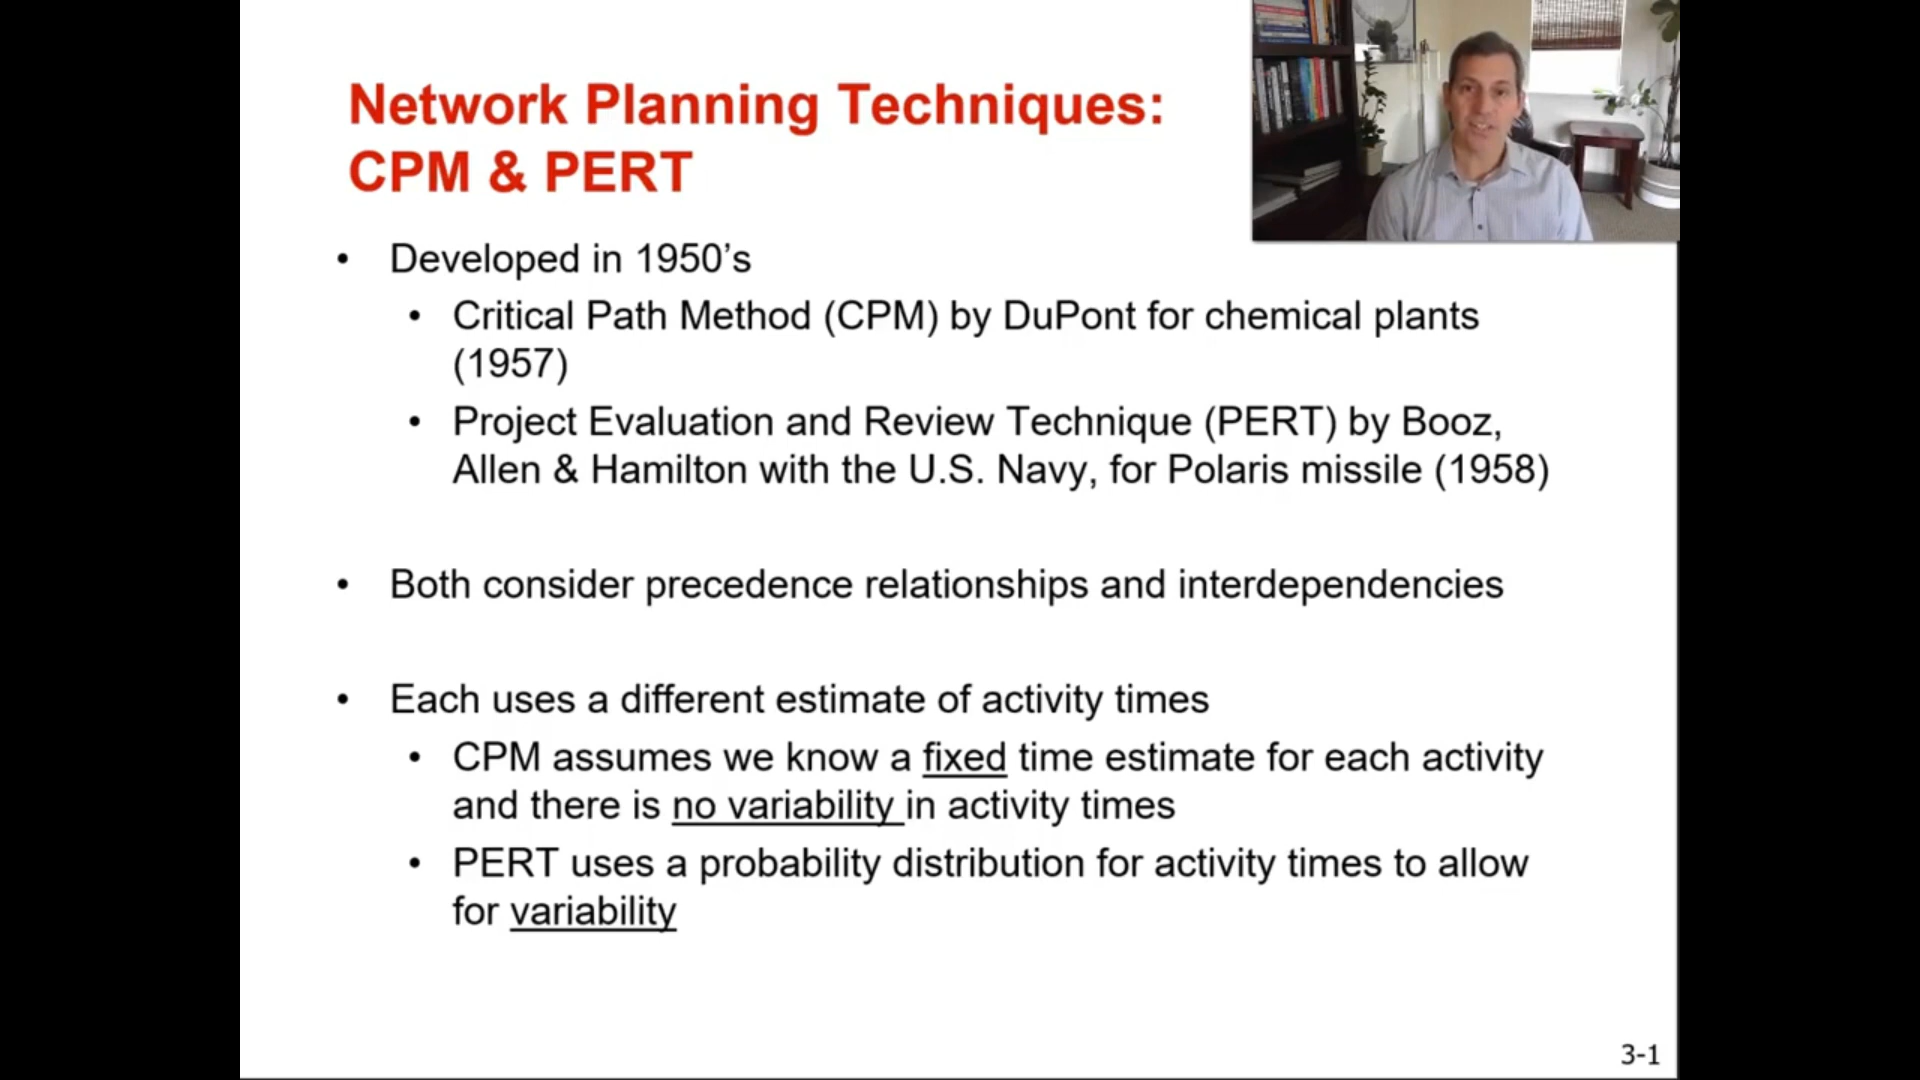 Network Planning Techniques:
CPM & PERT
• Developed in 1950’s
• Critical Path Method (CPM) by DuPont for chemical plants
(1957)
• Project Evaluation and Review Technique (PERT) by Booz,
Allen & Hamilton with the U.S. Navy, for Polaris missile (1958)
• Both consider precedence relationships and interdependencies
• Each uses a different estimate of activity times
• CPM assumes we know a fixed time estimate for each activity
and there is no variability in activity times
• PERT uses a probability distribution for activity times to allow
for variability
3-1